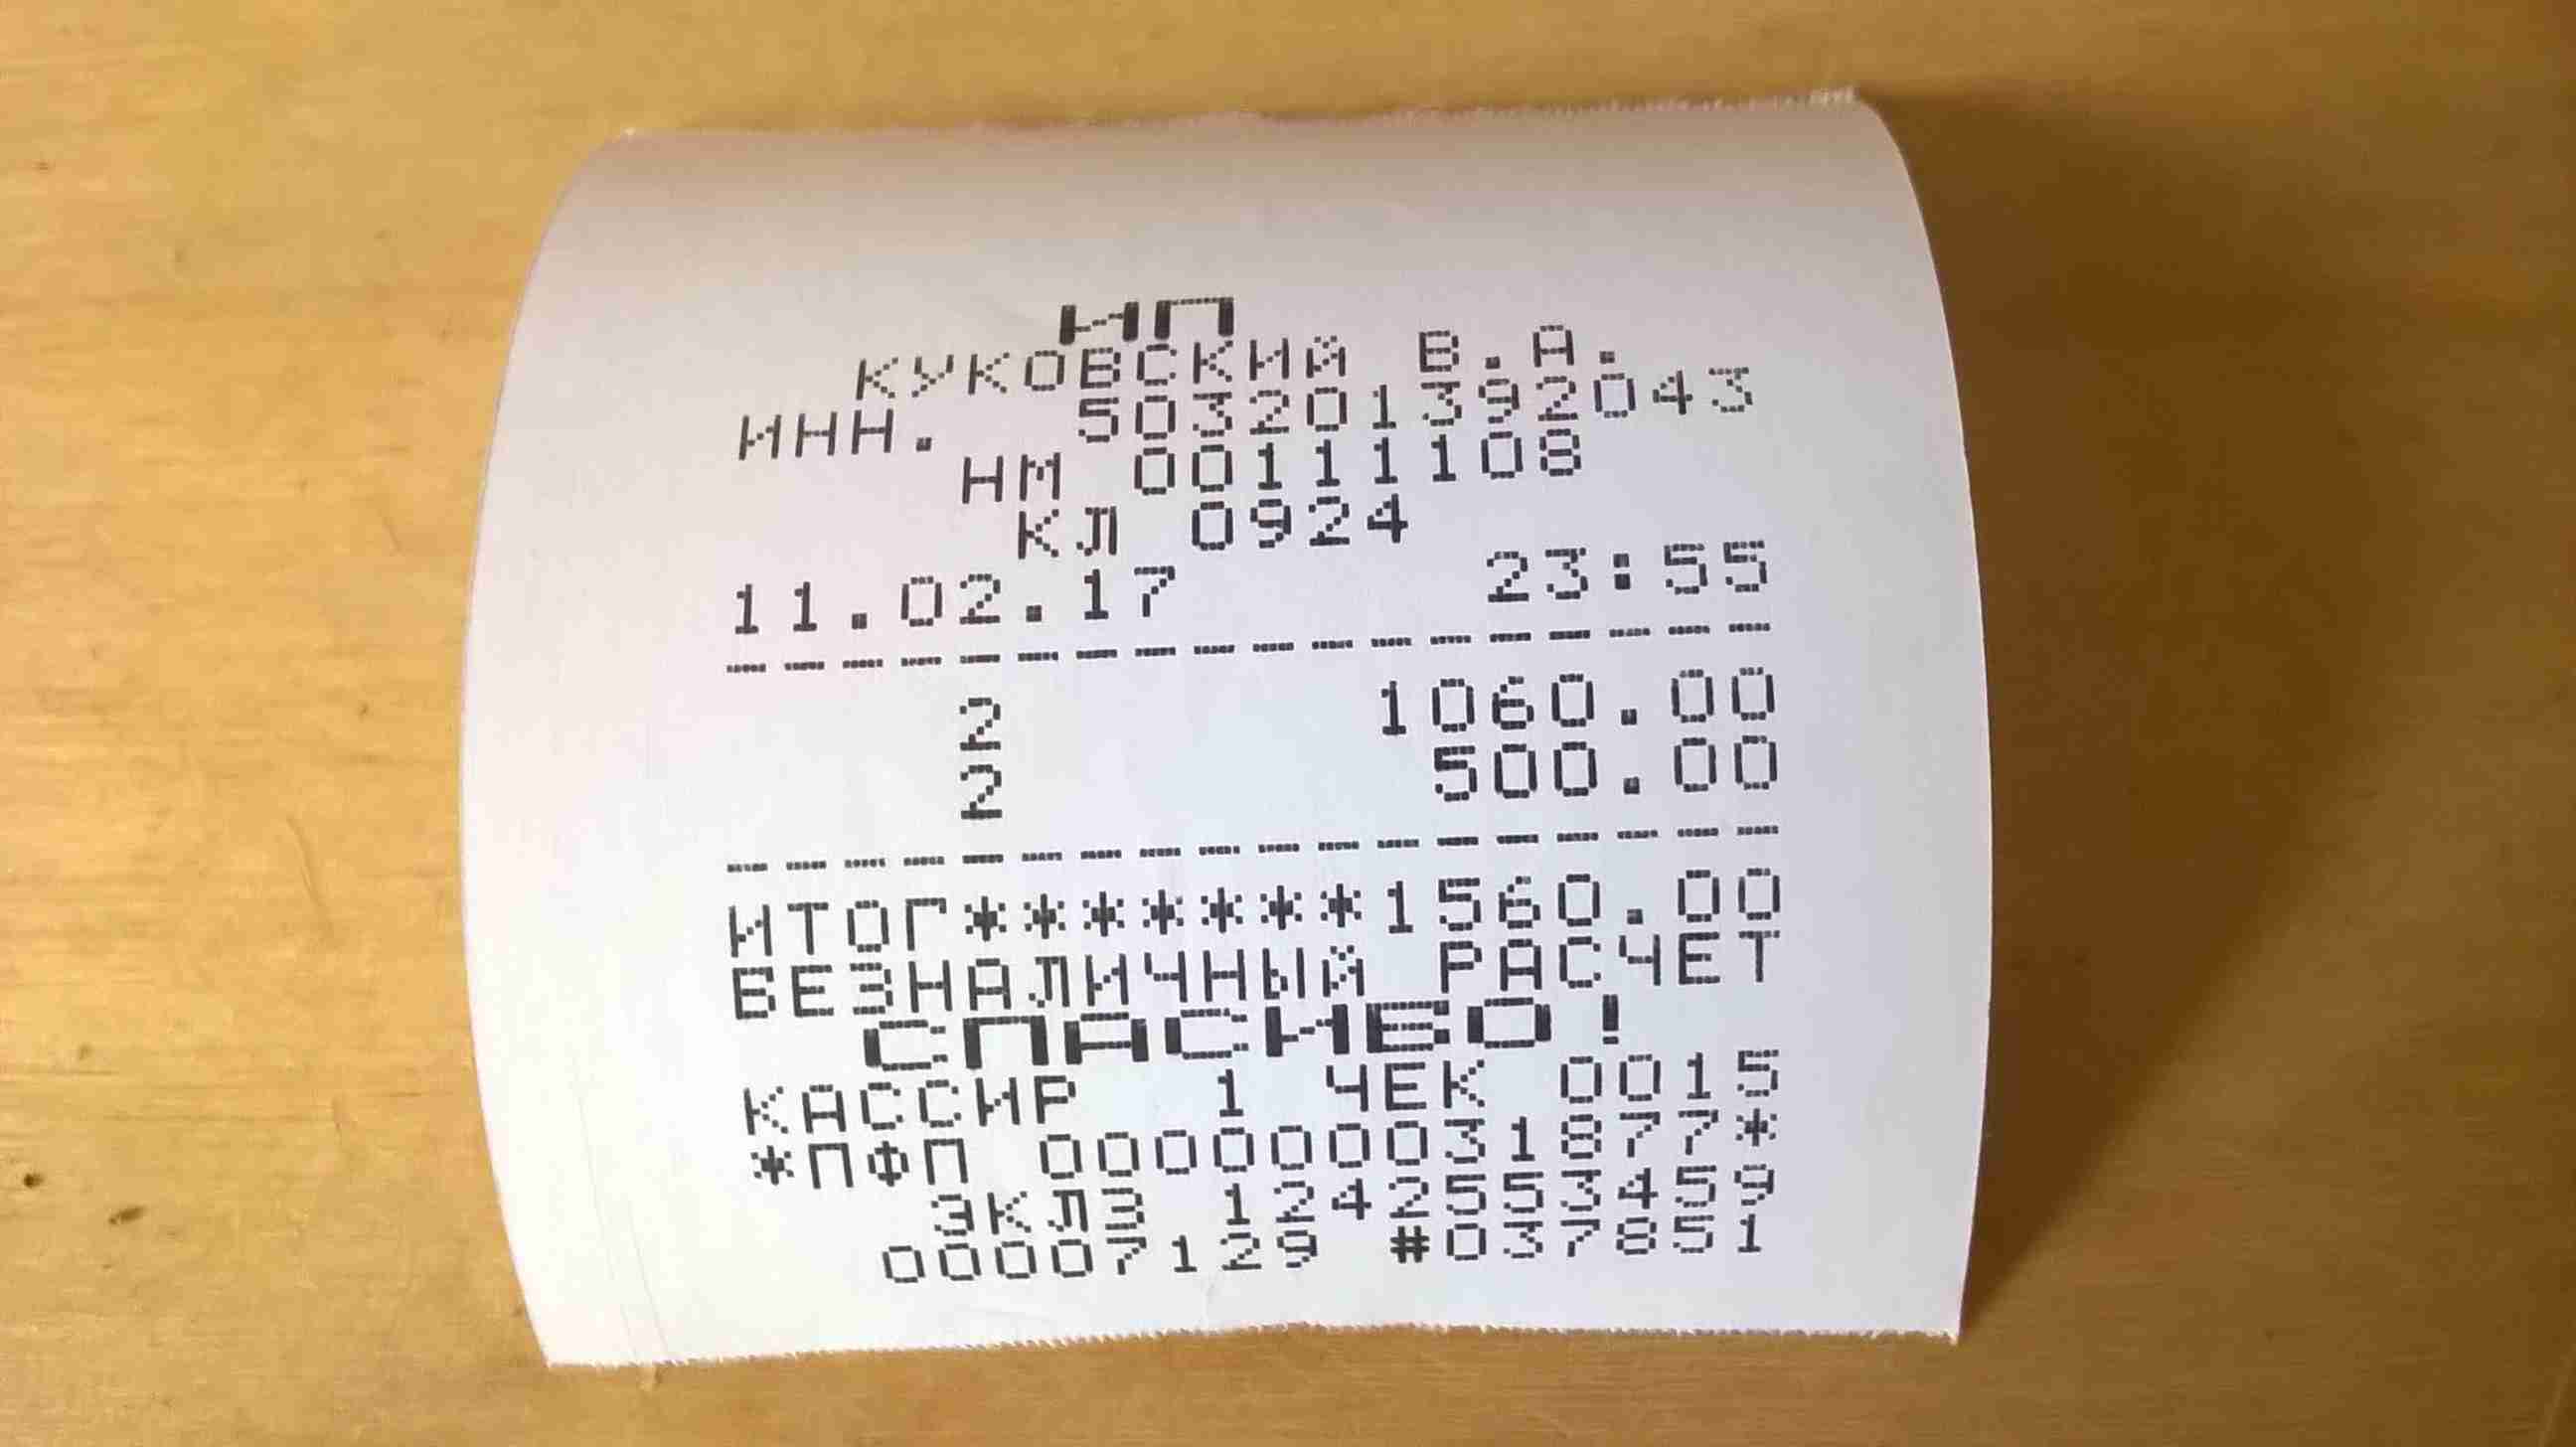 ИП
КУКОВСКИЙ В.А.
ИНН. 503201392043
НМ 00111108
КЛ 0924
11.02.17 23:55
------------------
2 1060.00
2 500.00
------------------
ИТОГ*******1560.00
БЕЗНАЛИЧНЫЙ РАСЧЕТ
СПАСИБО!
КАССИР 1 ЧЕК 0015
*ПФП 000000031877*
ЭКЛЗ 1242553459
00007129 #037851